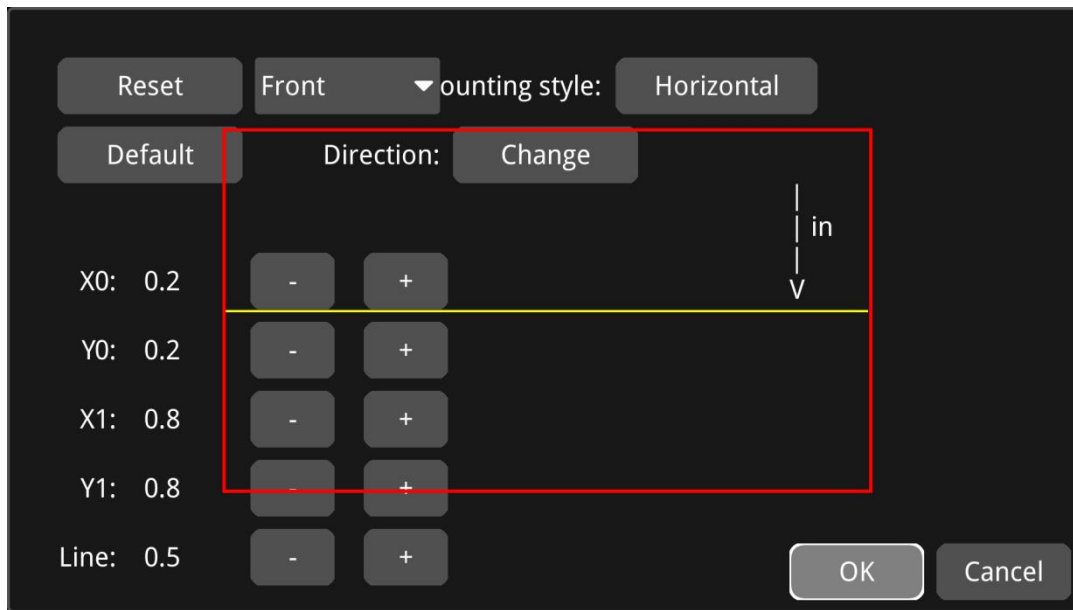 Reset Front ounting style: Horizontal
Default Direction: Change
in
V
X0: 0.2 - +
Y0: 0.2 - +
X1: 0.8 - +
Y1: 0.8 - +
Line: 0.5 - +
OK Cancel